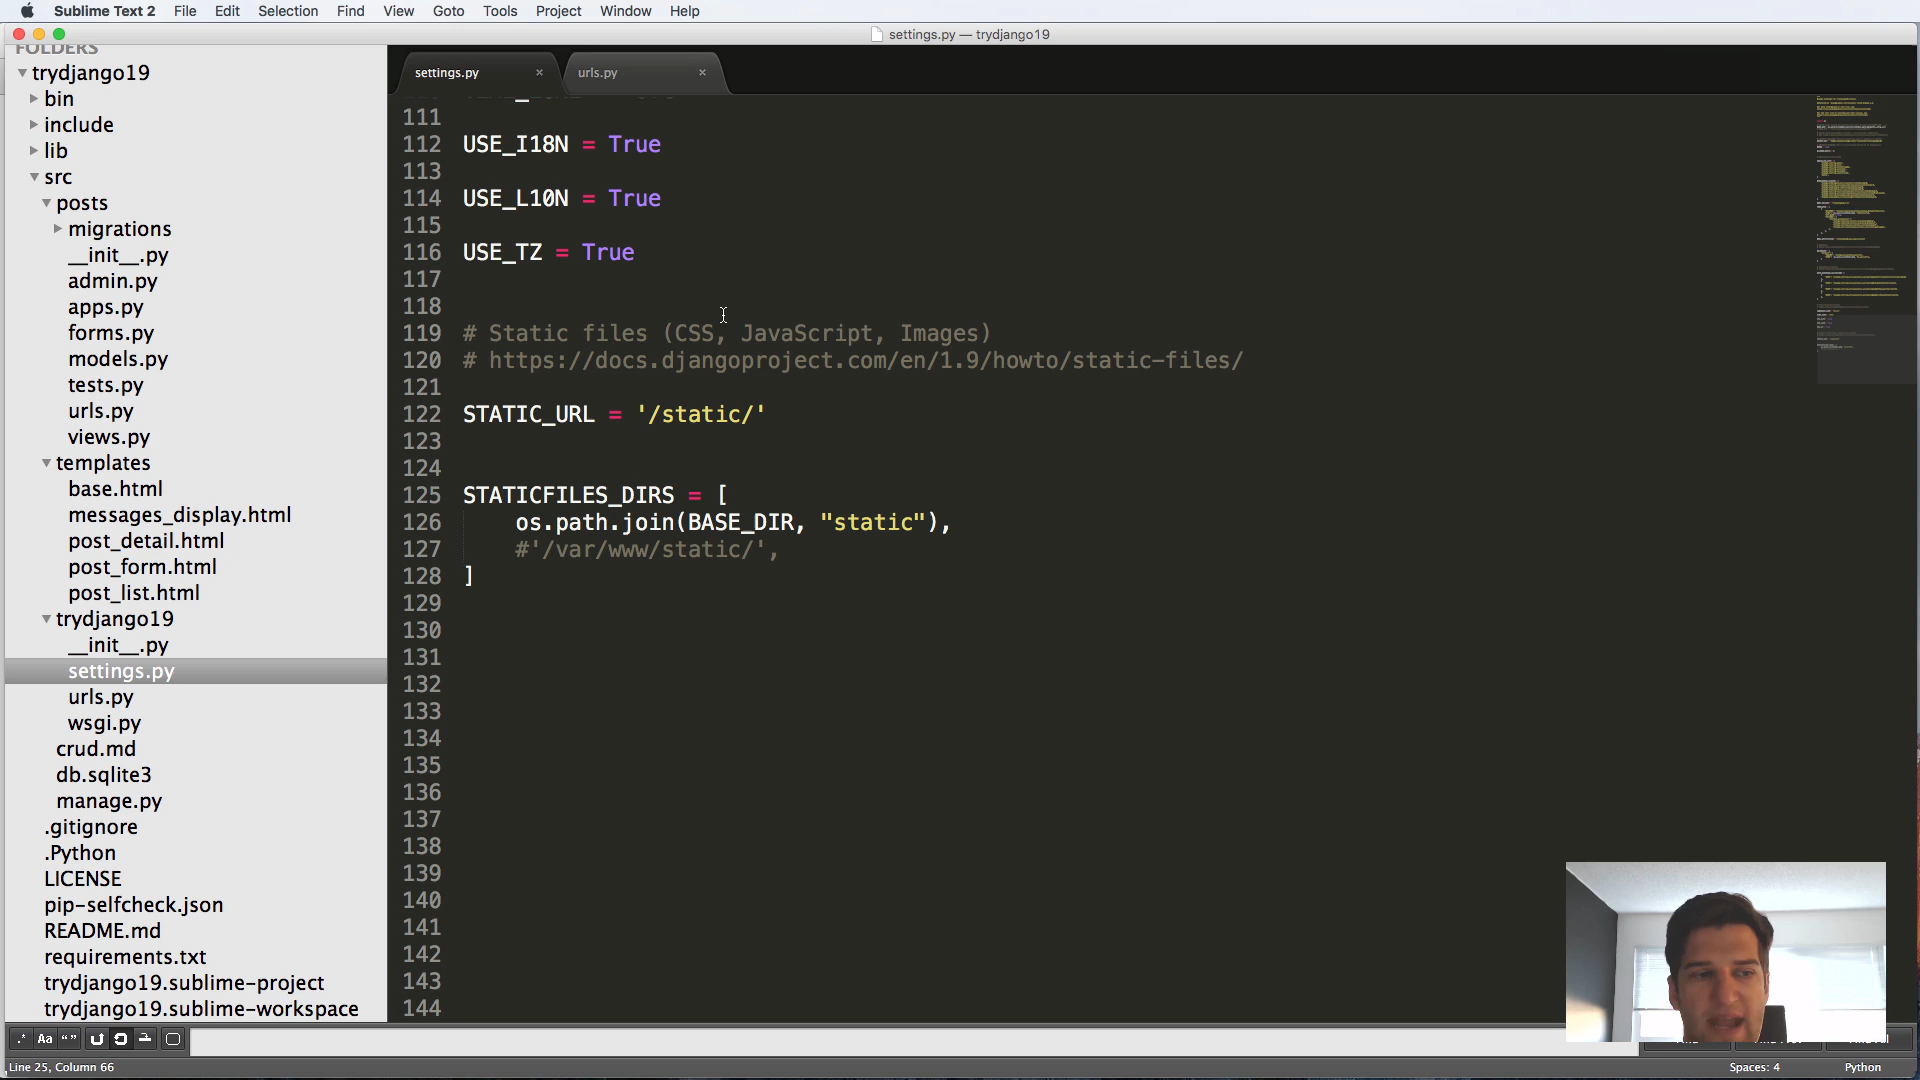 Sublime Text 2 File Edit Selection Find View Goto Tools Project Window Help
settings.py — trydjango19
FOLDERS
trydjango19
bin
include
lib
src
posts
migrations
__init__.py
admin.py
apps.py
forms.py
models.py
tests.py
urls.py
views.py
templates
base.html
messages_display.html
post_detail.html
post_form.html
post_list.html
trydjango19
__init__.py
settings.py
urls.py
wsgi.py
crud.md
db.sqlite3
manage.py
.gitignore
.Python
LICENSE
pip-selfcheck.json
README.md
requirements.txt
trydjango19.sublime-project
trydjango19.sublime-workspace
settings.py × urls.py ×
111
112 USE_I18N = True
113
114 USE_L10N = True
115
116 USE_TZ = True
117
118
119 # Static files (CSS, JavaScript, Images)
120 # https://docs.djangoproject.com/en/1.9/howto/static-files/
121
122 STATIC_URL = '/static/'
123
124
125 STATICFILES_DIRS = [
126 os.path.join(BASE_DIR, "static"),
127 #'/var/www/static/',
128 ]
129
130
131
132
133
134
135
136
137
138
139
140
141
142
143
144
.* Aa “ ”
Line 25, Column 66 Spaces: 4 Python